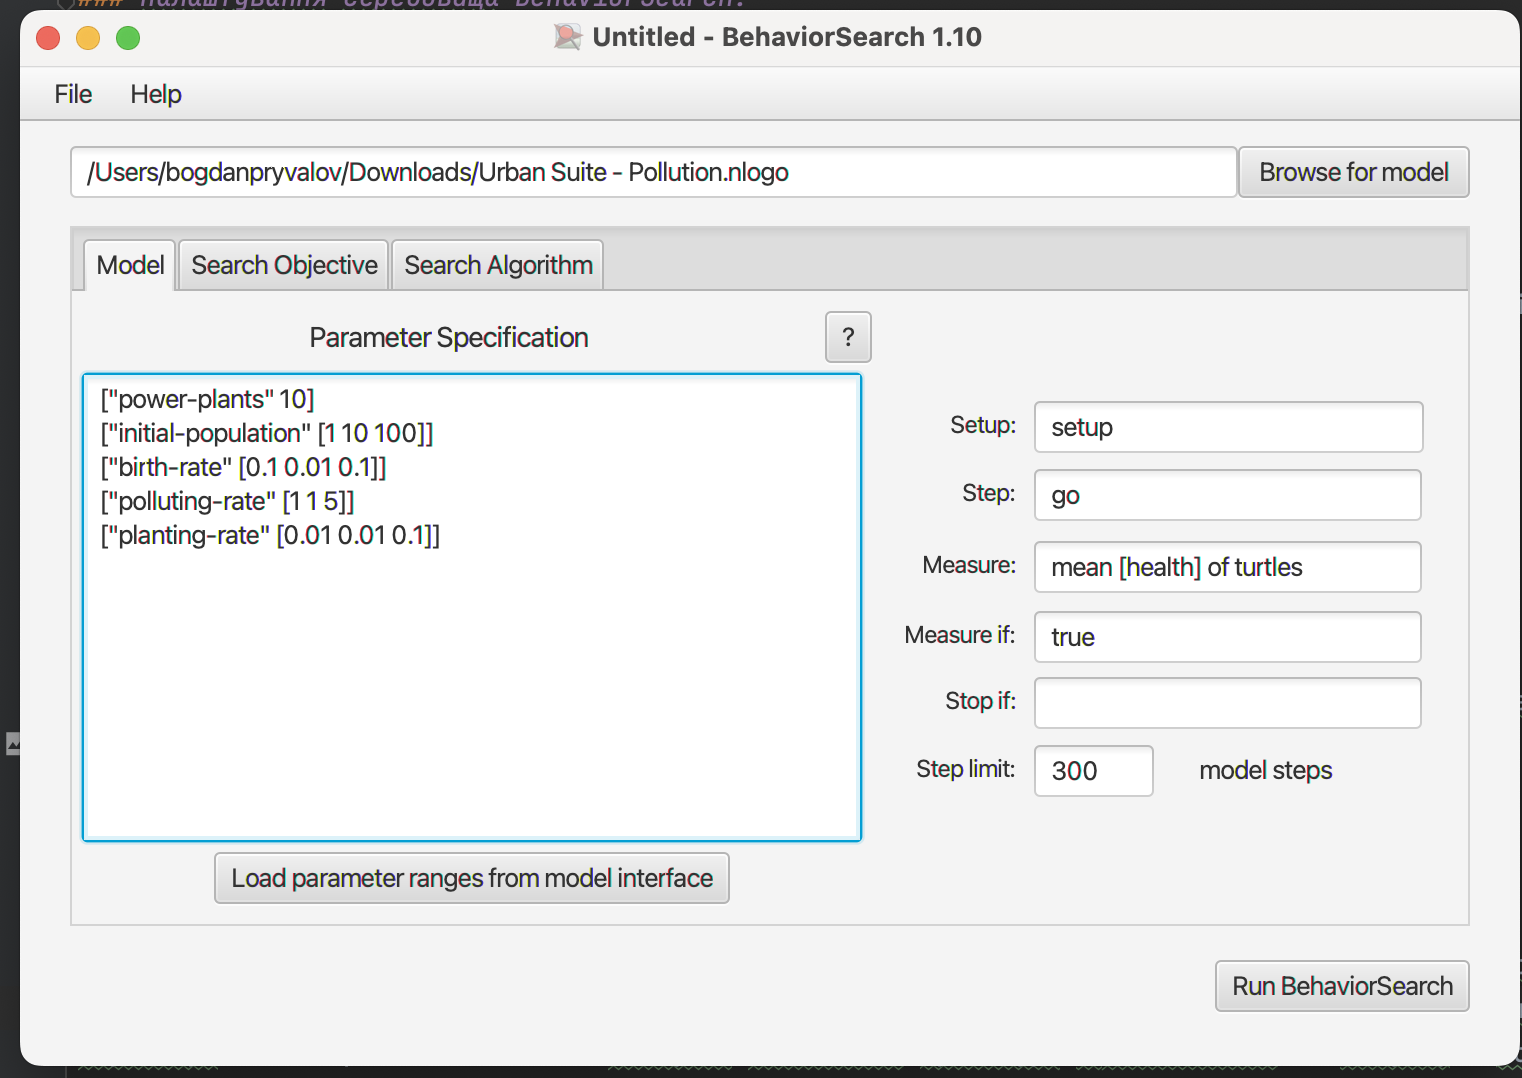 ### Налаштування середовища BehaviorSearch:
Untitled - BehaviorSearch 1.10
File Help
/Users/bogdanpryvalov/Downloads/Urban Suite - Pollution.nlogo
Browse for model
Model Search Objective Search Algorithm
Parameter Specification
?
["power-plants" 10]
["initial-population" [1 10 100]]
["birth-rate" [0.1 0.01 0.1]]
["polluting-rate" [1 1 5]]
["planting-rate" [0.01 0.01 0.1]]
Load parameter ranges from model interface
Setup: setup
Step: go
Measure: mean [health] of turtles
Measure if: true
Stop if:
Step limit: 300 model steps
Run BehaviorSearch